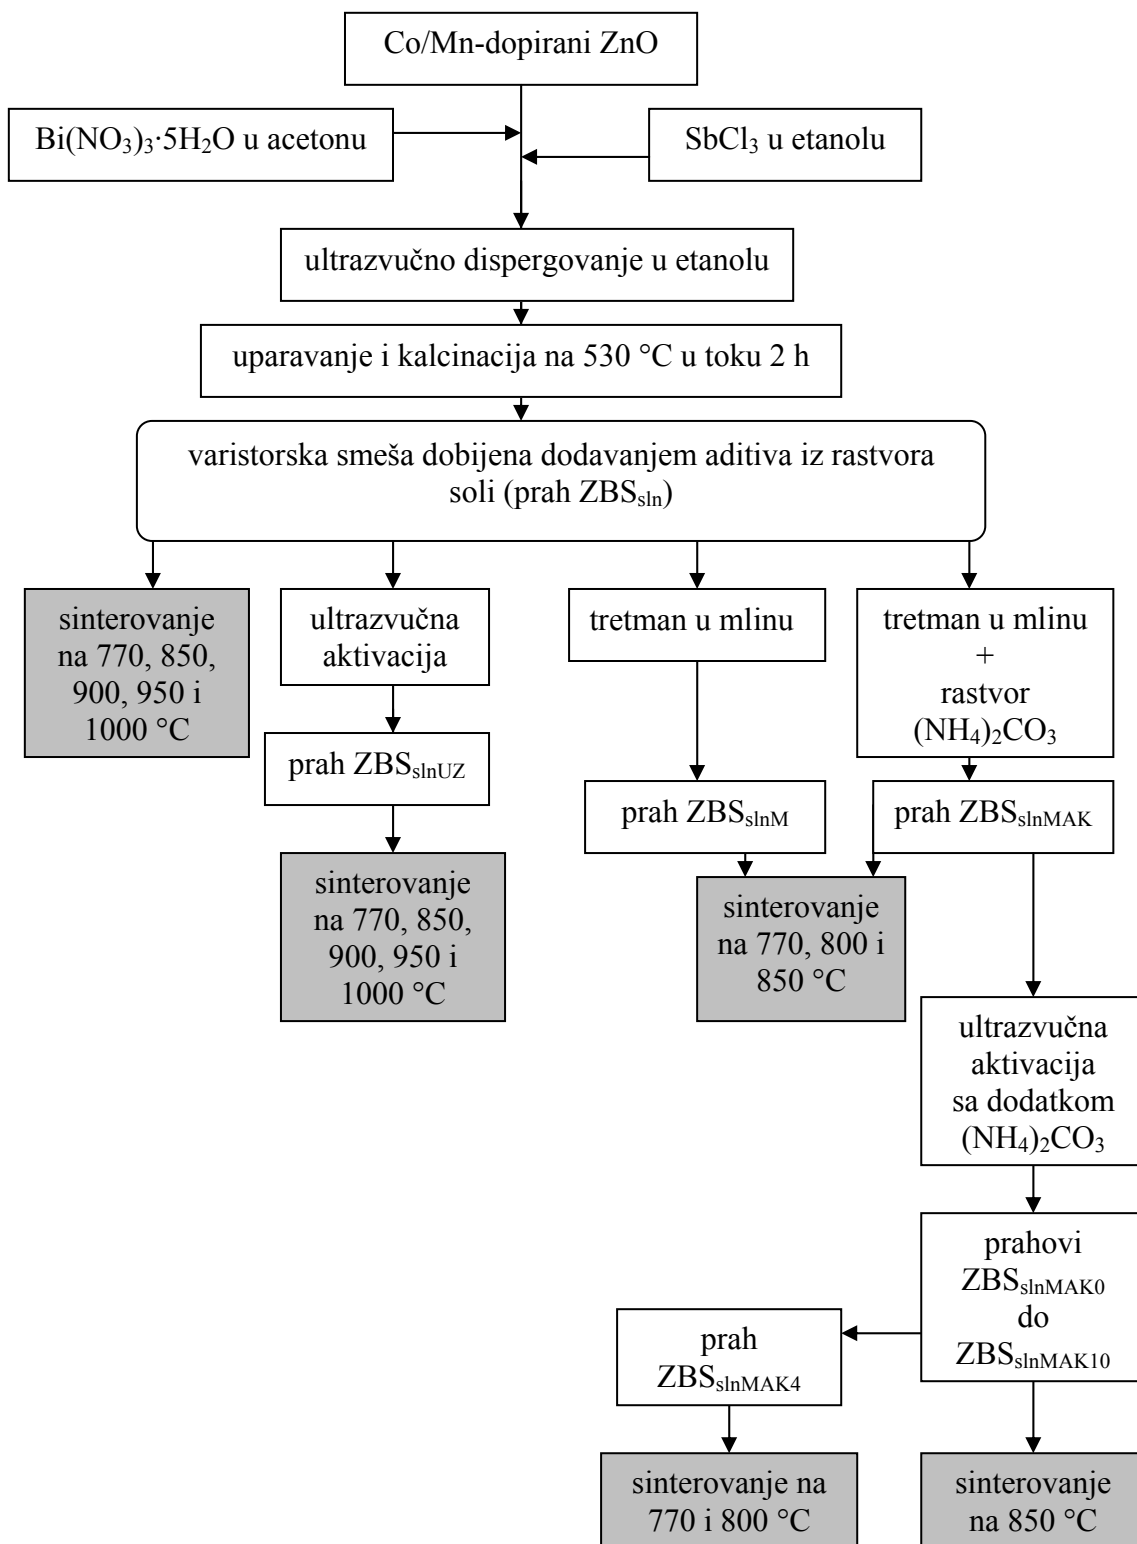 Co/Mn-dopirani ZnO
Bi(NO₃)₃·5H₂O u acetonu
SbCl₃ u etanolu
ultrazvučno dispergovanje u etanolu
uparavanje i kalcinacija na 530 °C u toku 2 h
varistorska smeša dobijena dodavanjem aditiva iz rastvora
soli (prah ZBSsln)
sinterovanje
na 770, 850,
900, 950 i
1000 °C
ultrazvučna
aktivacija
prah ZBSslnUZ
sinterovanje
na 770, 850,
900, 950 i
1000 °C
tretman u mlinu
prah ZBSslnM
tretman u mlinu
+
rastvor
(NH₄)₂CO₃
prah ZBSslnMAK
sinterovanje
na 770, 800 i
850 °C
ultrazvučna
aktivacija
sa dodatkom
(NH₄)₂CO₃
prahovi
ZBSslnMAK0
do
ZBSslnMAK10
prah
ZBSslnMAK4
sinterovanje na
770 i 800 °C
sinterovanje
na 850 °C